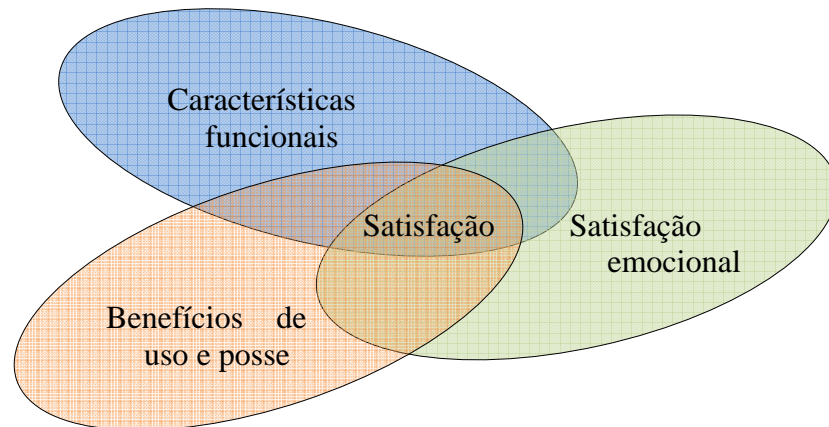 Características
funcionais
Satisfação
Satisfação
emocional
Benefícios de
uso e posse